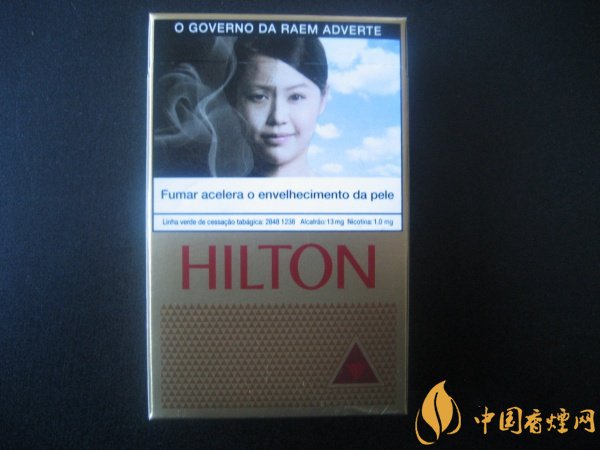 O GOVERNO DA RAEM ADVERTE
Fumar acelera o envelhecimento da pele
Linha verde de cessação tabágica: 2848 1236 Alcatrão: 13 mg Nicotina: 1.0 mg
HILTON
中国香烟网